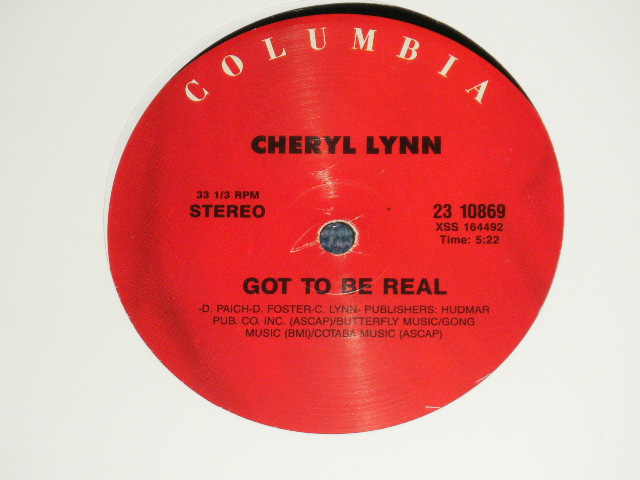 COLUMBIA
CHERYL LYNN
33 1/3 RPM
STEREO
23 10869
XSS 164492
Time: 5:22
GOT TO BE REAL
-D. PAICH-D. FOSTER-C. LYNN- PUBLISHERS: HUDMAR
PUB. CO. INC. (ASCAP)/BUTTERFLY MUSIC/GONG
MUSIC (BMI)/COTABA MUSIC (ASCAP)